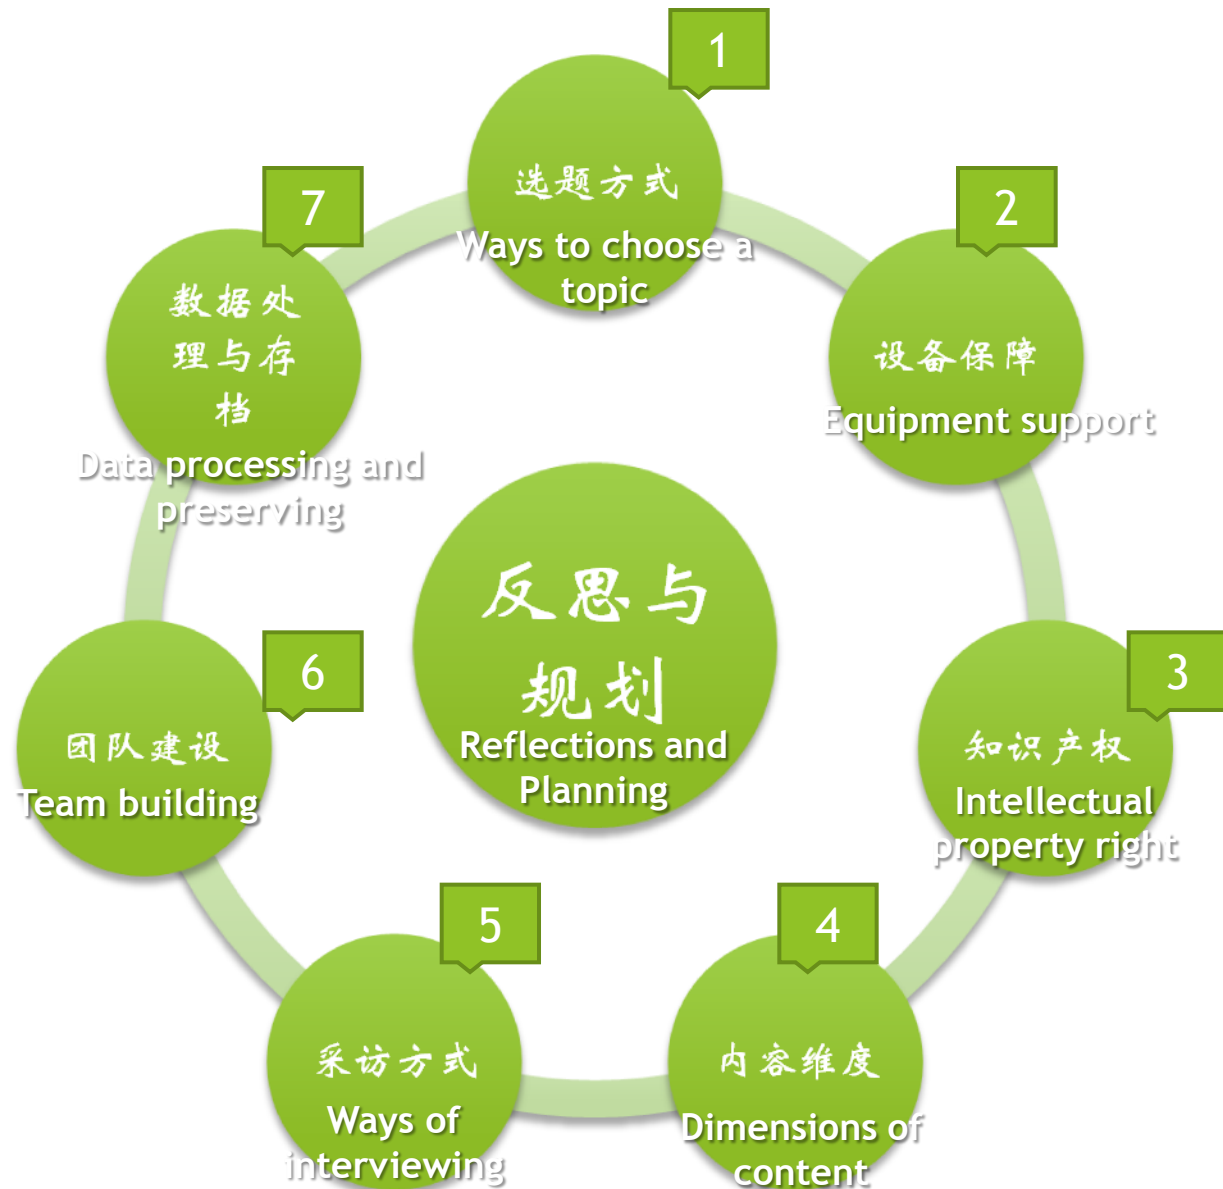 1
选题方式
Ways to choose a
topic
2
设备保障
Equipment support
3
知识产权
Intellectual
property right
4
内容维度
Dimensions of
content
5
采访方式
Ways of
interviewing
6
团队建设
Team building
7
数据处
理与存
档
Data processing and
preserving
反思与
规划
Reflections and
Planning